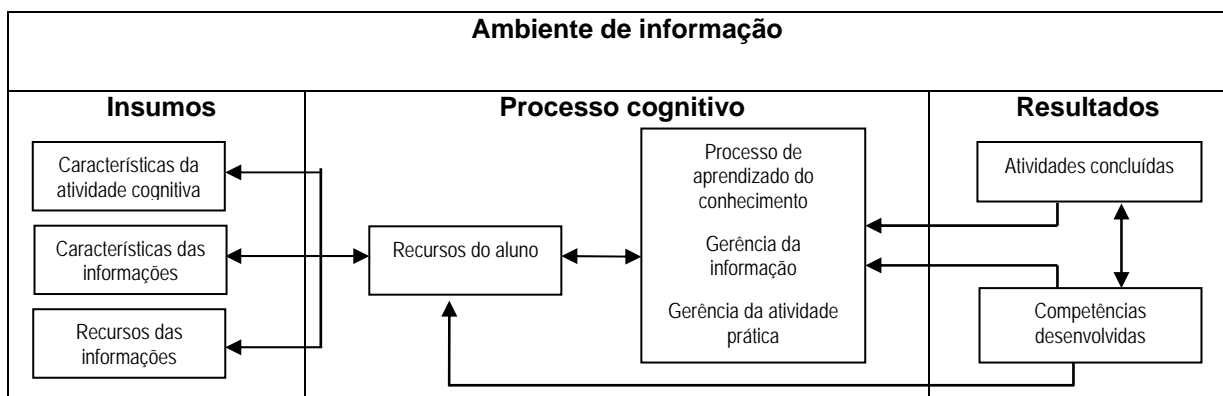 Ambiente de informação
Insumos
Processo cognitivo
Resultados
Características da
atividade cognitiva
Características das
informações
Recursos das
informações
Recursos do aluno
Processo de
aprendizado do
conhecimento
Gerência da
informação
Gerência da atividade
prática
Atividades concluídas
Competências
desenvolvidas